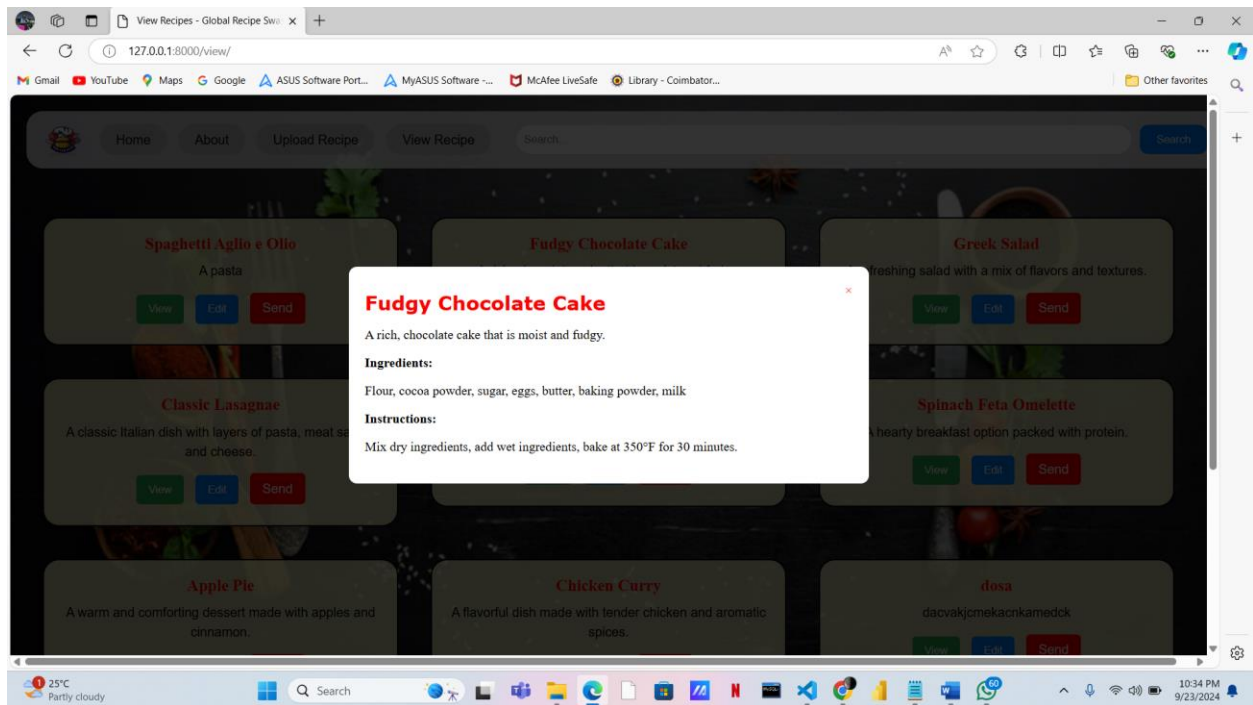 View Recipes - Global Recipe Swa
127.0.0.1:8000/view/
Gmail YouTube Maps Google ASUS Software Port... MyASUS Software -... McAfee LiveSafe Library - Coimbator... Other favorites
Home About Upload Recipe View Recipe Search... Search
Spaghetti Aglio e Olio Fudgy Chocolate Cake Greek Salad
A pasta freshing salad with a mix of flavors and textures.
View Edit Send View Edit Send
Fudgy Chocolate Cake ×
A rich, chocolate cake that is moist and fudgy.
Ingredients:
Flour, cocoa powder, sugar, eggs, butter, baking powder, milk
Instructions:
Mix dry ingredients, add wet ingredients, bake at 350°F for 30 minutes.
Classic Lasagnae Spinach Feta Omelette
A classic Italian dish with layers of pasta, meat sa hearty breakfast option packed with protein.
and cheese.
View Edit Send View Edit Send
Apple Pie Chicken Curry dosa
A warm and comforting dessert made with apples and A flavorful dish made with tender chicken and aromatic dacvakjcmekacnkamedck
cinnamon. spices.
View Edit Send
1 25°C
Partly cloudy
Search
60
10:34 PM
9/23/2024